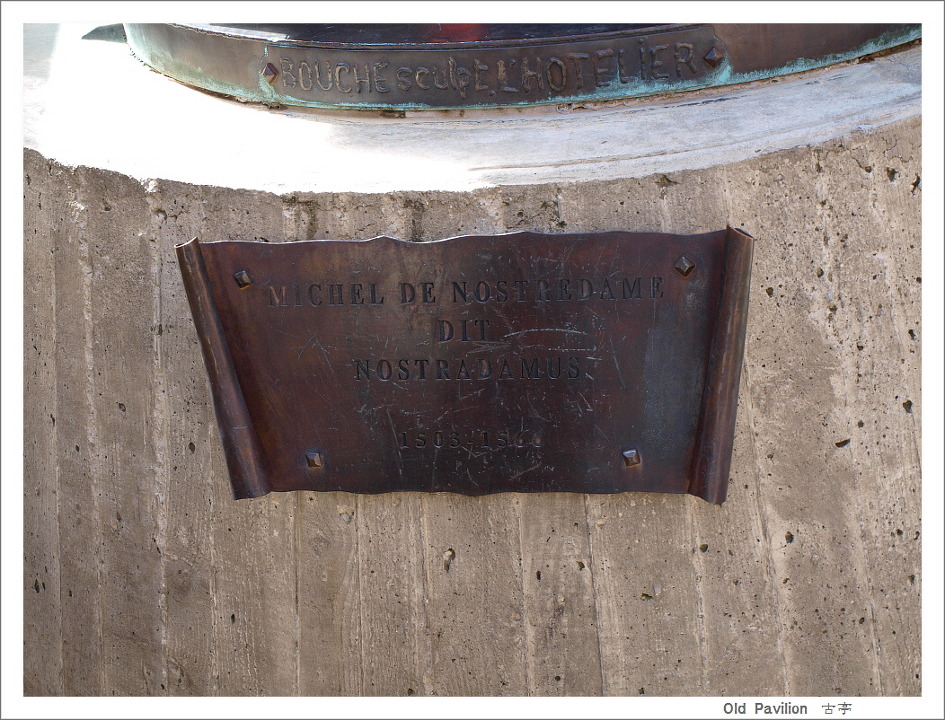 BOUCHE sculpt. L'HOTELIER
MICHEL DE NOSTREDAME
DIT
NOSTRADAMUS
Old Pavilion 古亭